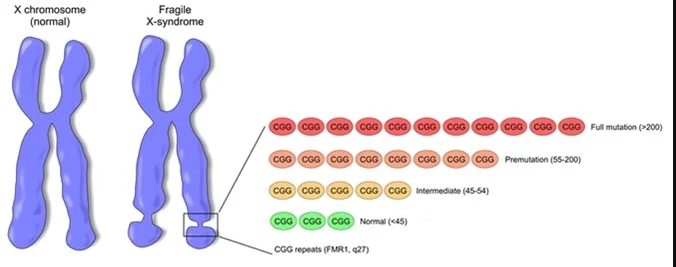 X chromosome
(normal)
Fragile
X-syndrome
CGG CGG CGG CGG CGG CGG CGG CGG CGG CGG CGG Full mutation (>200)
CGG CGG CGG CGG CGG CGG CGG CGG Premutation (55-200)
CGG CGG CGG CGG CGG Intermediate (45-54)
CGG CGG CGG Normal (<45)
CGG repeats (FMR1, q27)